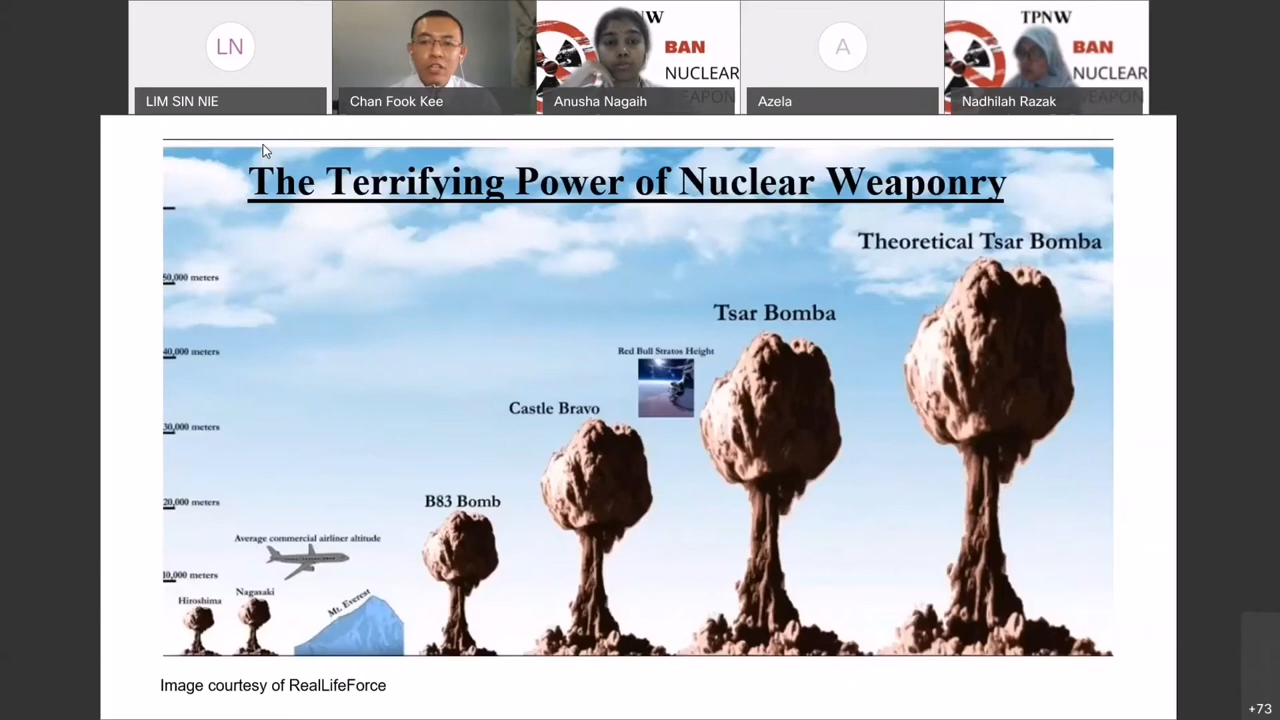 LN
LIM SIN NIE
Chan Fook Kee
W
BAN
NUCLEAR
Anusha Nagaih
A
Azela
TPNW
BAN
NUCLEAR
Nadhilah Razak
The Terrifying Power of Nuclear Weaponry
Theoretical Tsar Bomba
50,000 meters
Tsar Bomba
40,000 meters
Red Bull Stratos Height
Castle Bravo
30,000 meters
20,000 meters
B83 Bomb
Average commercial airliner altitude
10,000 meters
Hiroshima
Nagasaki
Mt. Everest
Image courtesy of RealLifeForce
+73